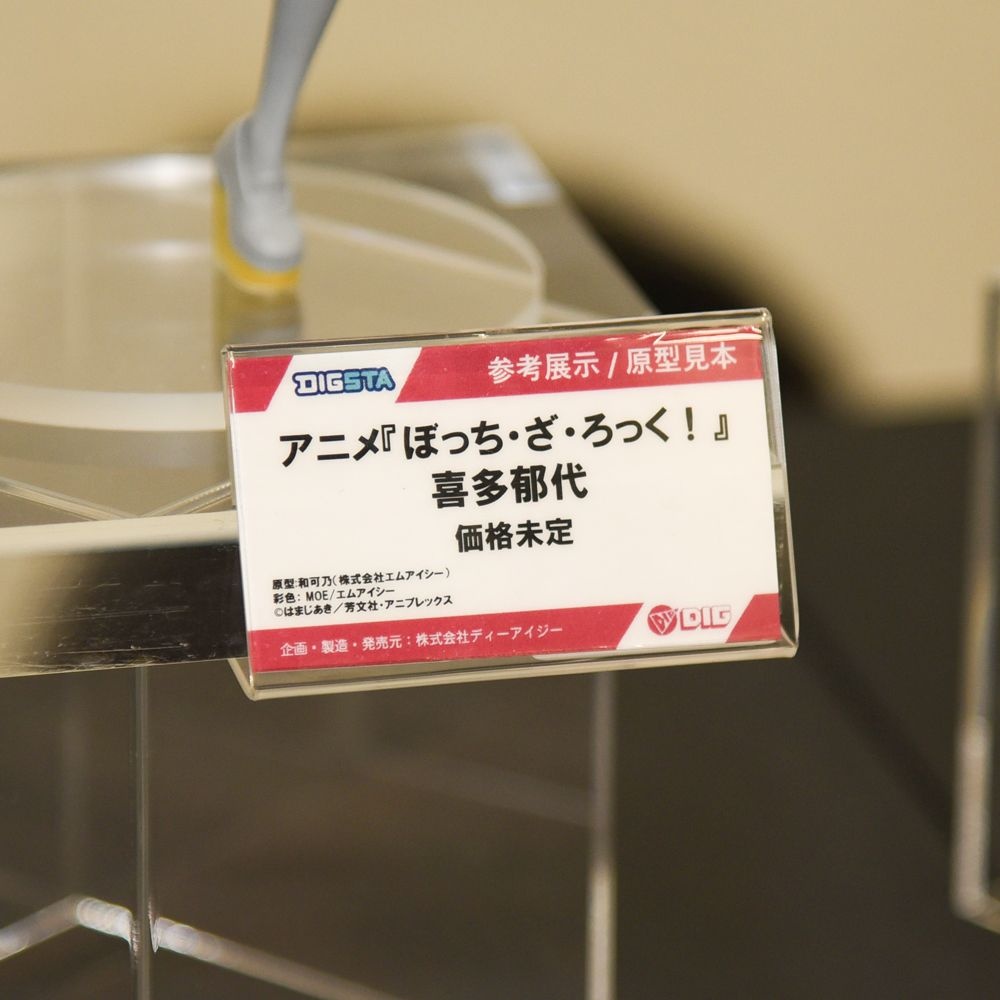 DIGSTA
参考展示 / 原型見本
アニメ『ぼっち・ざ・ろっく！』
喜多郁代
価格未定
原型:和可乃(株式会社エムアイシー)
彩色: MOE/エムアイシー
©はまじあき／芳文社・アニプレックス
企画・製造・発売元：株式会社ディーアイジー
DIG